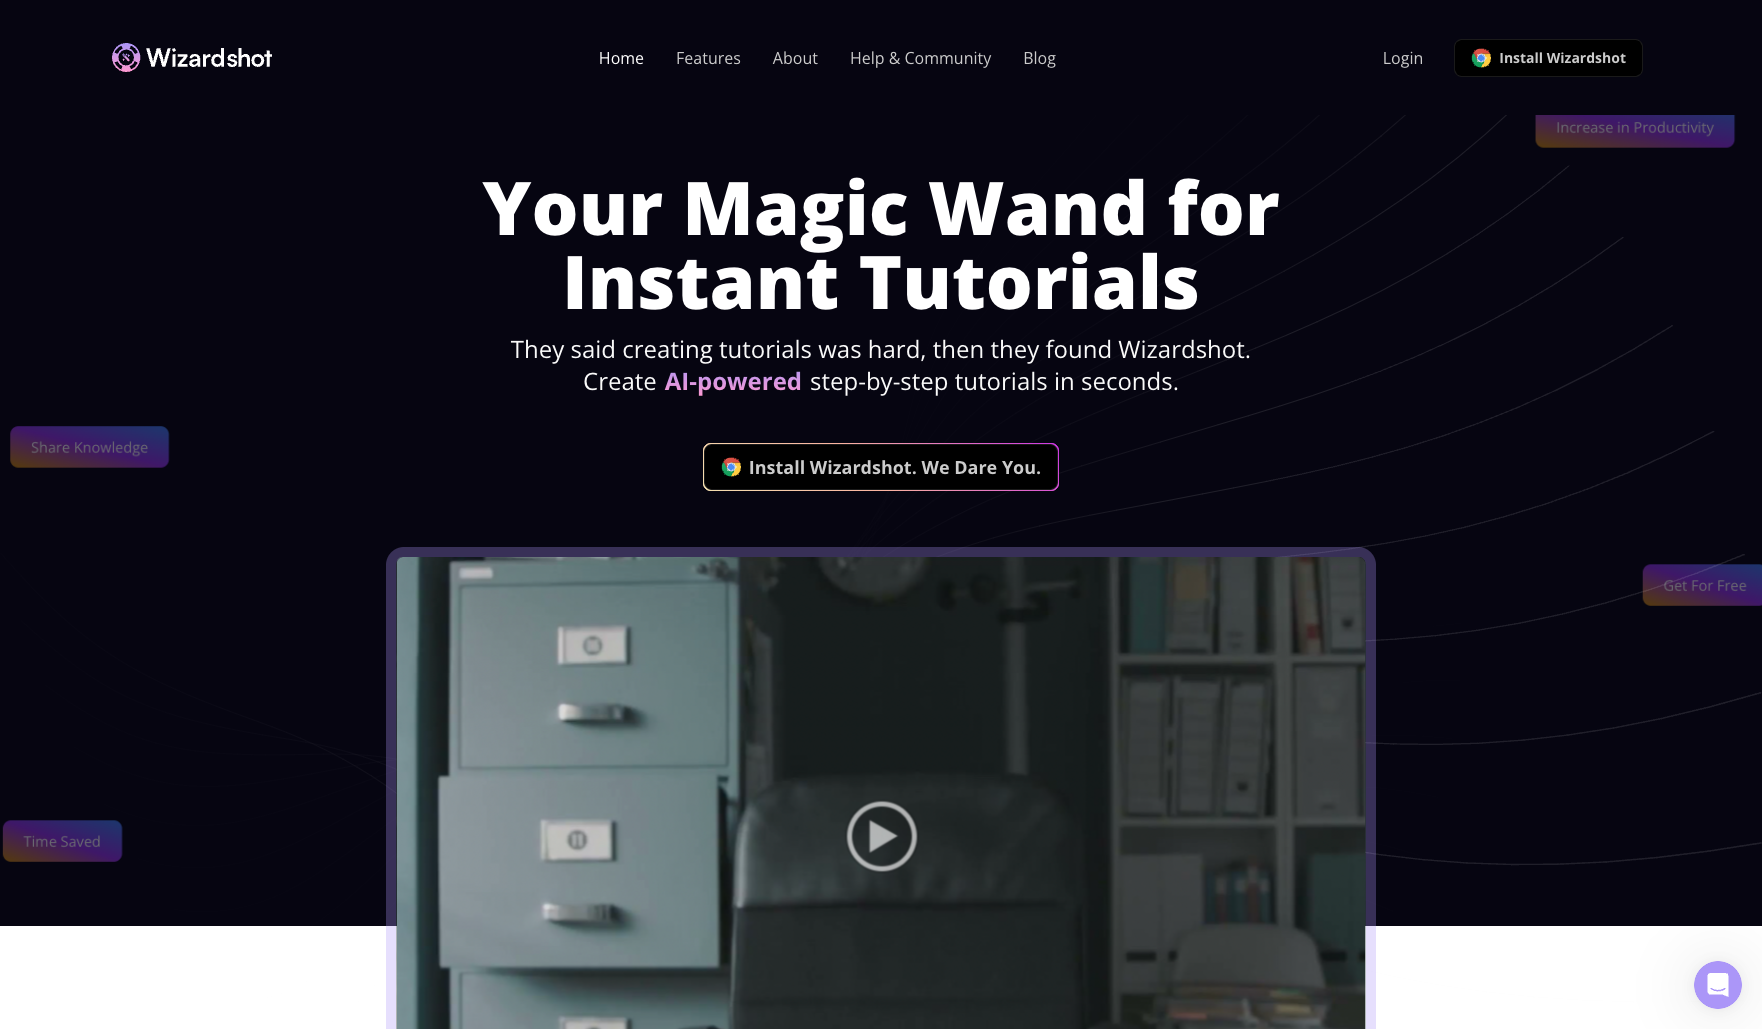 Wizardshot
Home
Features
About
Help & Community
Blog
Login
Install Wizardshot
Increase in Productivity
Your Magic Wand for
Instant Tutorials
They said creating tutorials was hard, then they found Wizardshot.
Create AI-powered step-by-step tutorials in seconds.
Share Knowledge
Install Wizardshot. We Dare You.
Get For Free
Time Saved